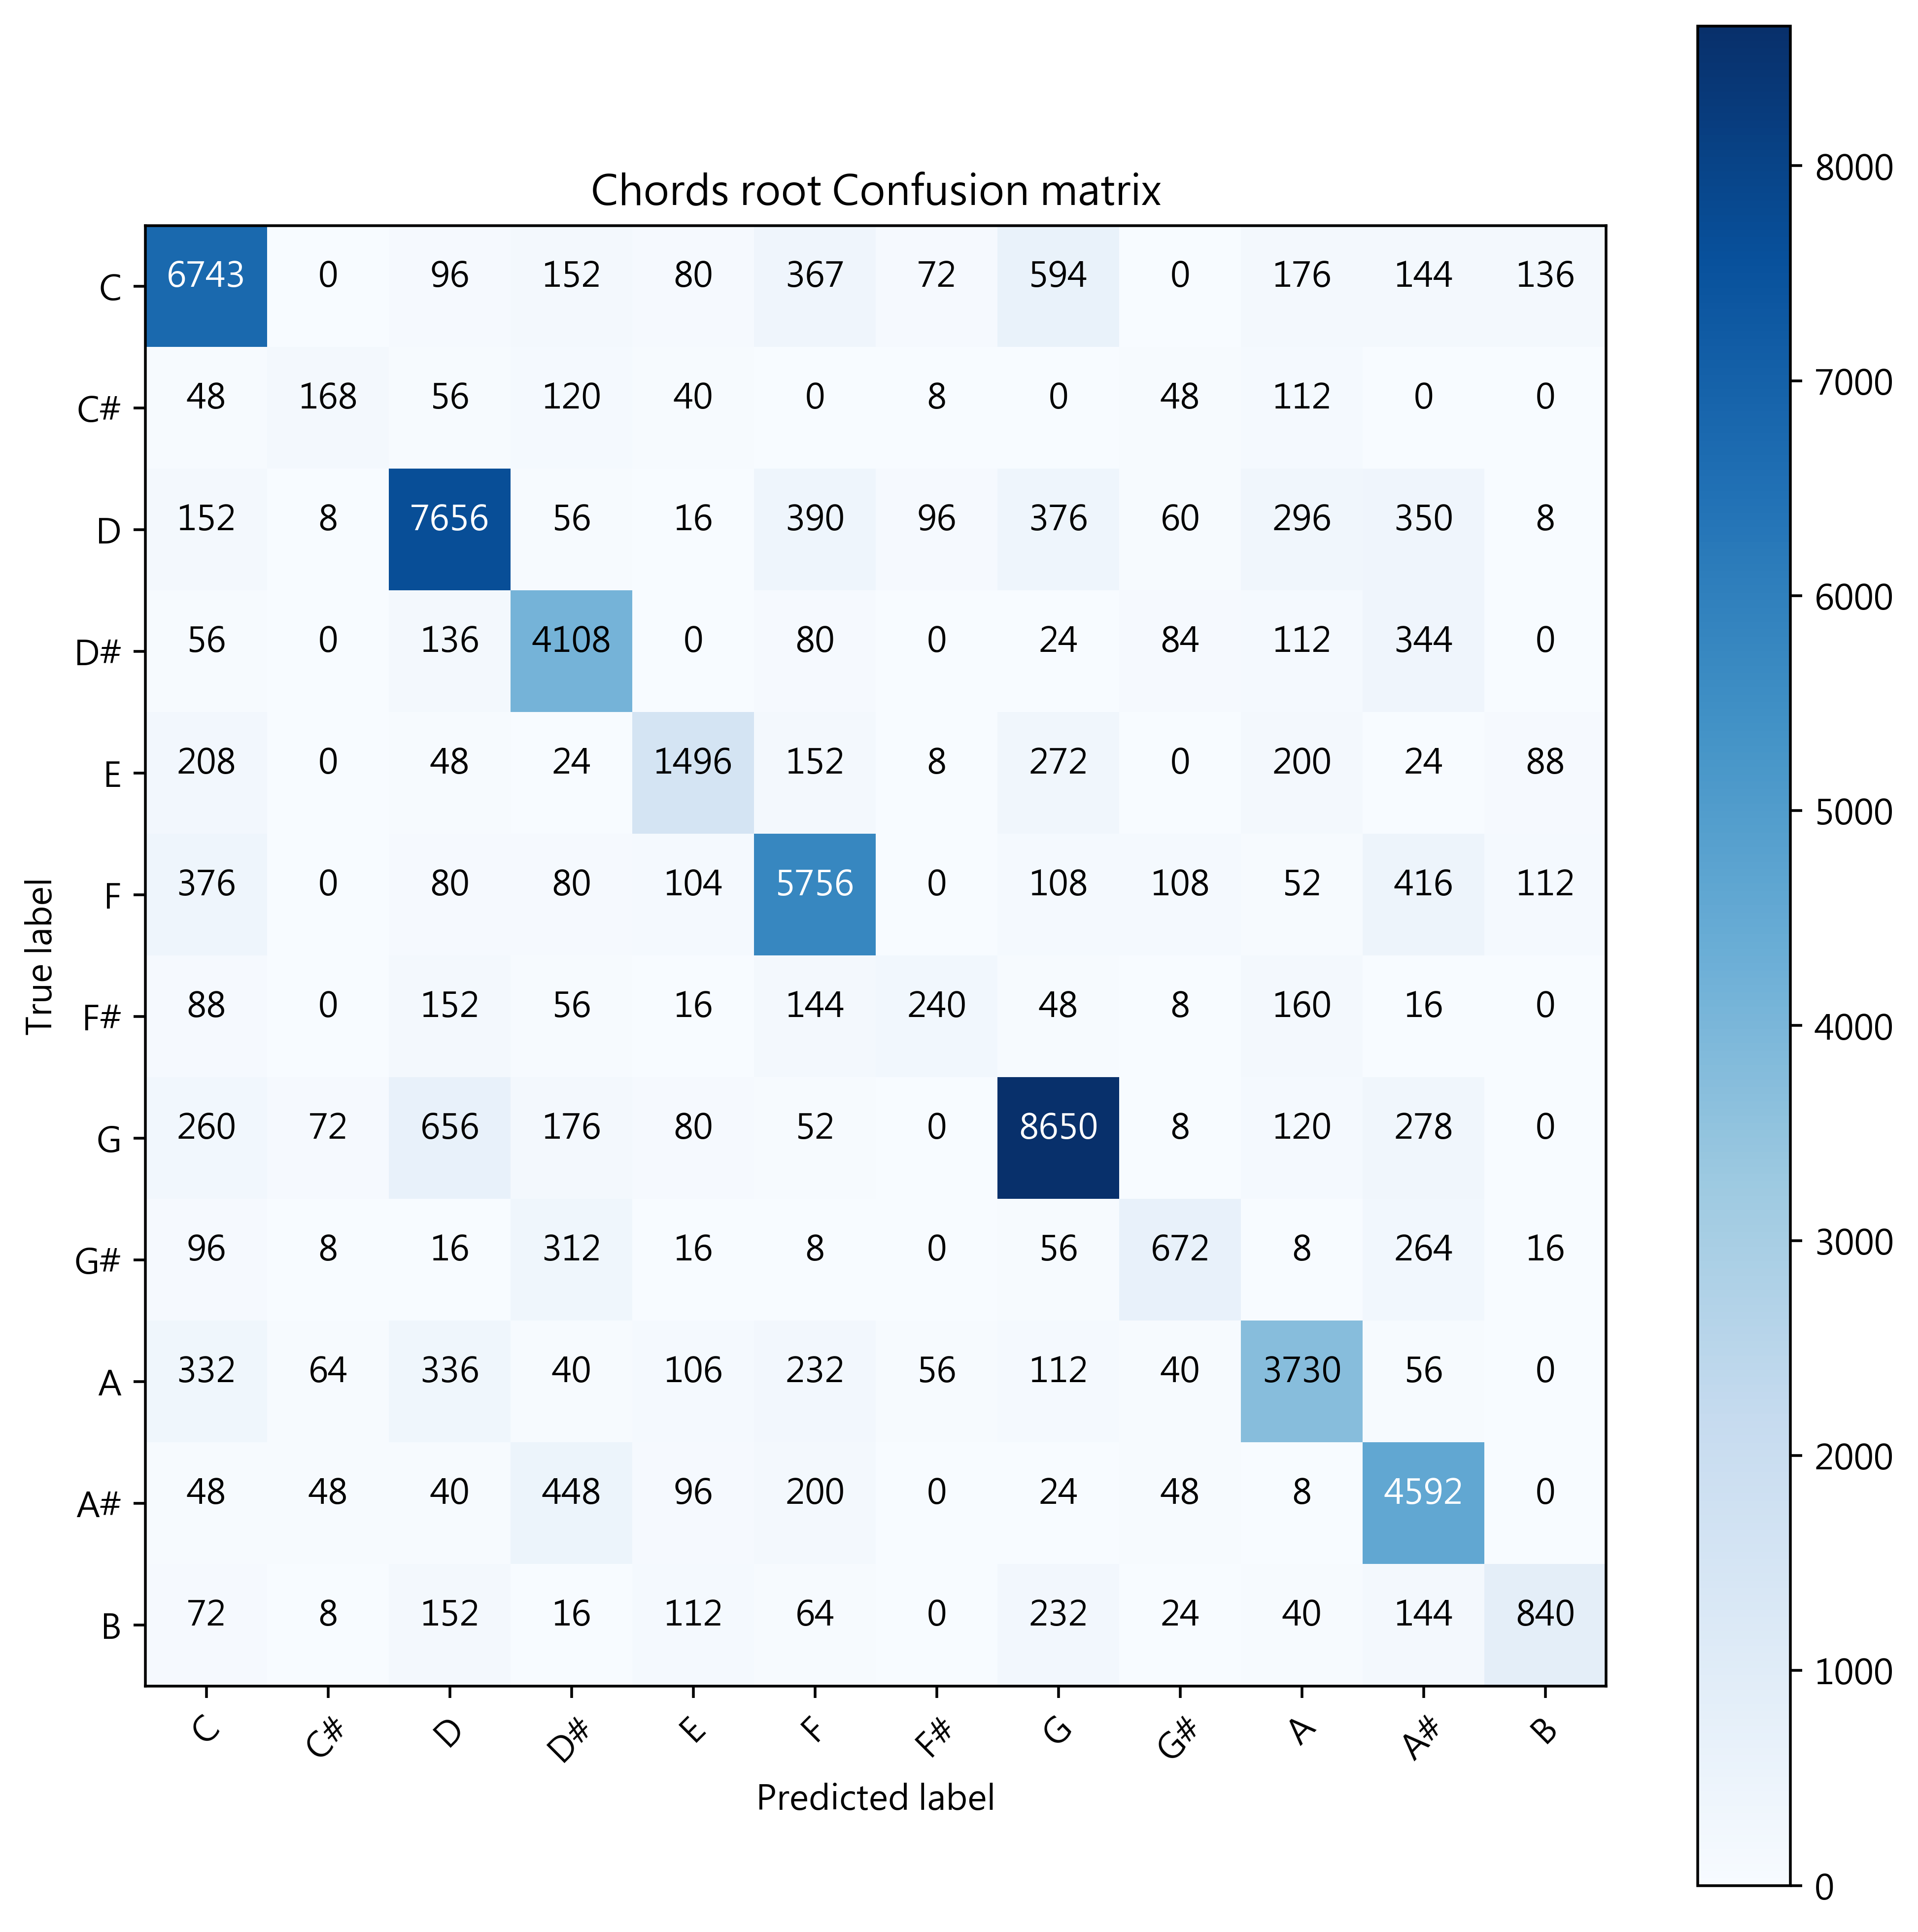 Chords root Confusion matrix
C 6743 0 96 152 80 367 72 594 0 176 144 136
C# 48 168 56 120 40 0 8 0 48 112 0 0
D 152 8 7656 56 16 390 96 376 60 296 350 8
D# 56 0 136 4108 0 80 0 24 84 112 344 0
E 208 0 48 24 1496 152 8 272 0 200 24 88
F 376 0 80 80 104 5756 0 108 108 52 416 112
F# 88 0 152 56 16 144 240 48 8 160 16 0
G 260 72 656 176 80 52 0 8650 8 120 278 0
G# 96 8 16 312 16 8 0 56 672 8 264 16
A 332 64 336 40 106 232 56 112 40 3730 56 0
A# 48 48 40 448 96 200 0 24 48 8 4592 0
B 72 8 152 16 112 64 0 232 24 40 144 840
C C# D D# E F F# G G# A A# B
Predicted label
True label
8000
7000
6000
5000
4000
3000
2000
1000
0